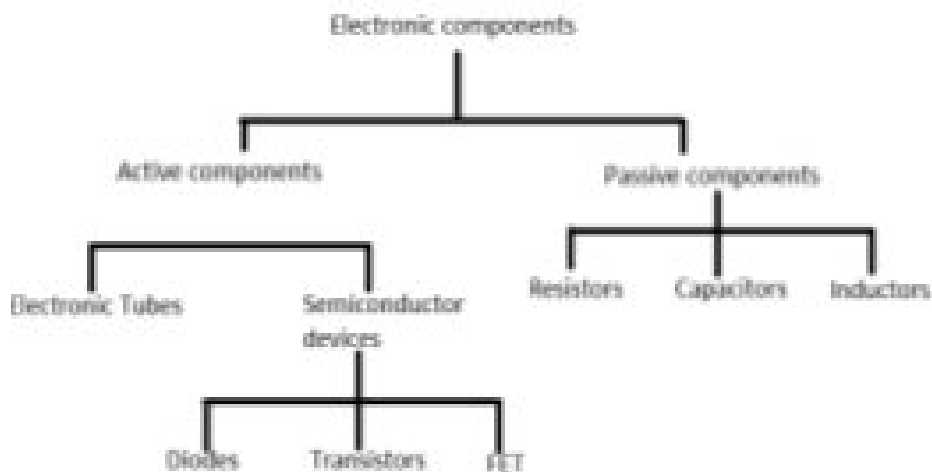 Electronic components
Active components
Passive components
Electronic Tubes
Semiconductor
devices
Resistors
Capacitors
Inductors
Diodes
Transistors
FET